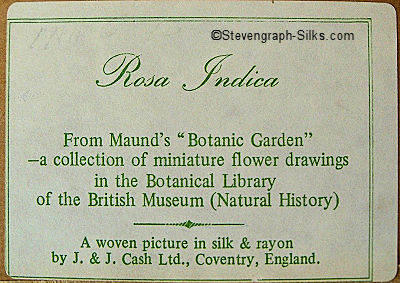 ©Stevengraph-Silks.com
Rosa Indica
From Maund's "Botanic Garden"
—a collection of miniature flower drawings
in the Botanical Library
of the British Museum (Natural History)
A woven picture in silk & rayon
by J. & J. Cash Ltd., Coventry, England.